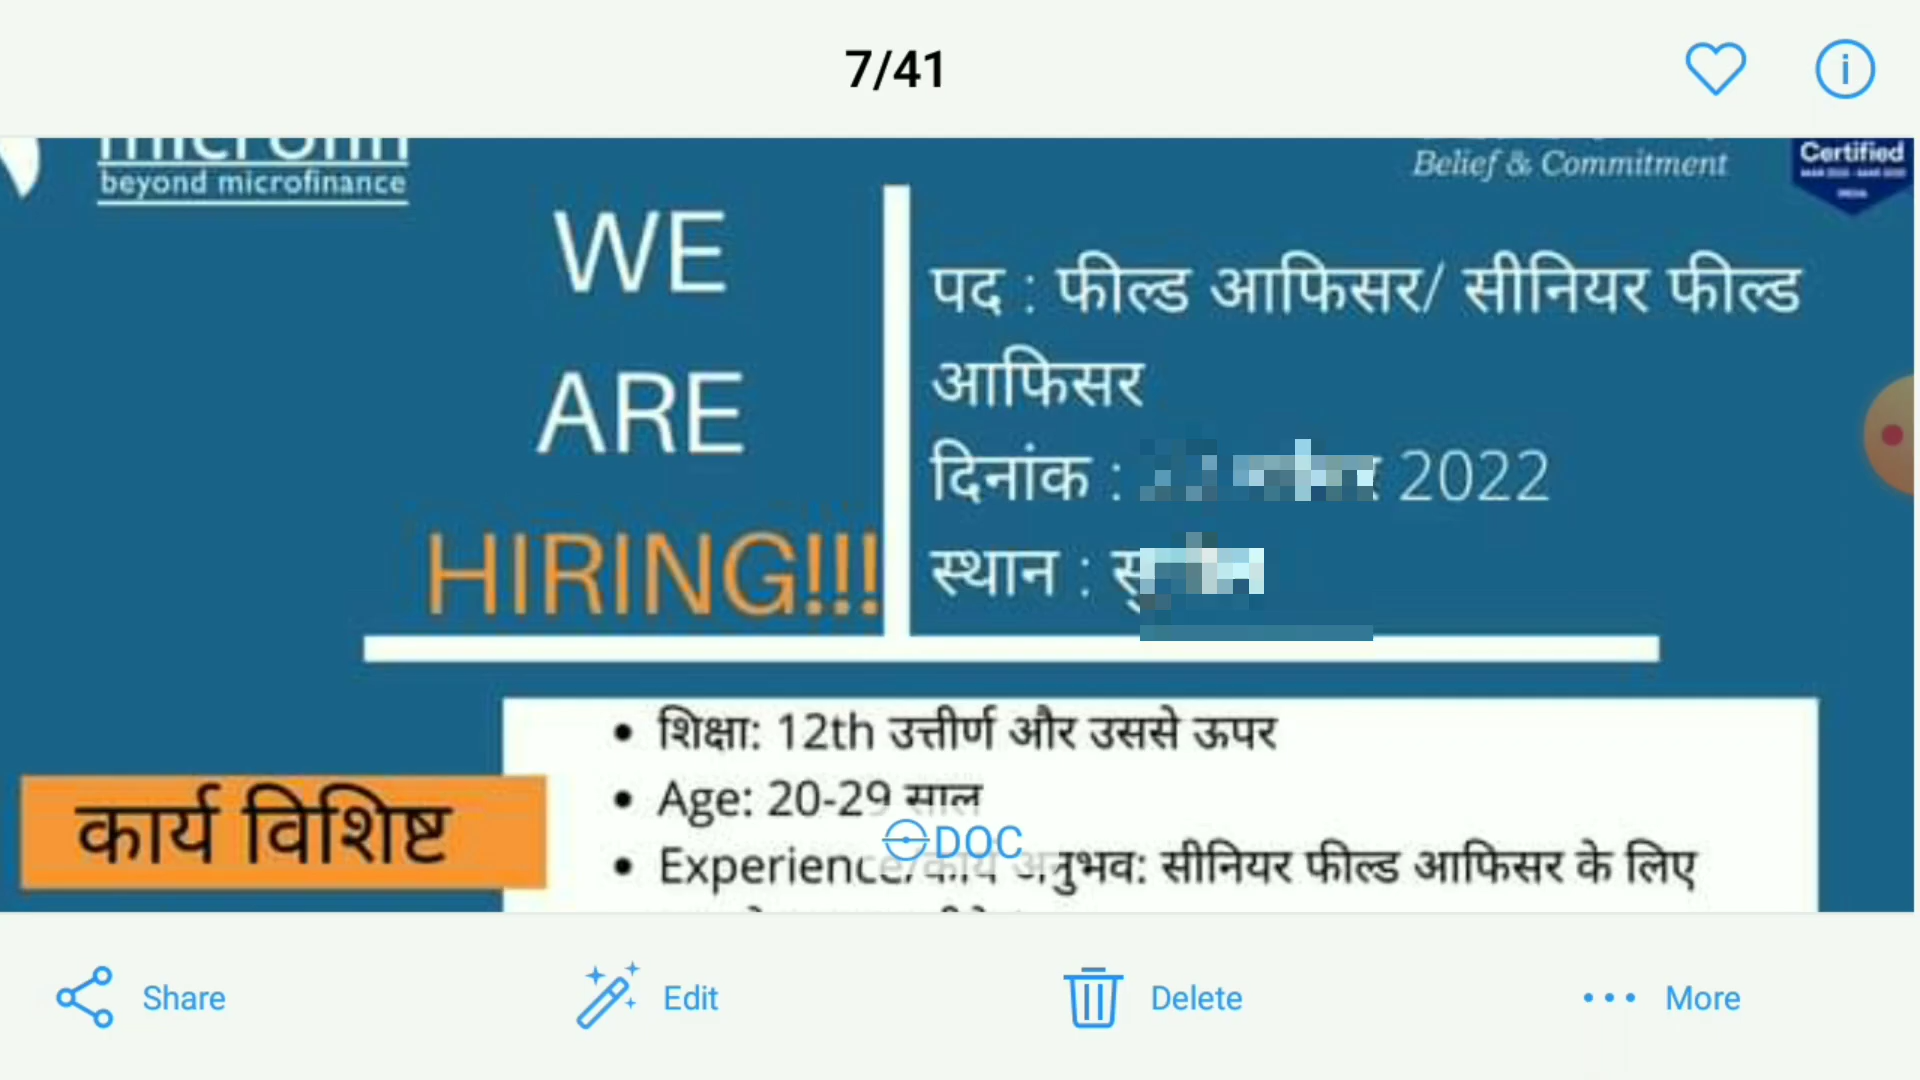 7/41
beyond microfinance
Belief & Commitment
Certified
WE
ARE
HIRING!!!
पद : फील्ड आफिसर/ सीनियर फील्ड
आफिसर
दिनांक : 2022
स्थान :
कार्य विशिष्ट
• शिक्षा: 12th उत्तीर्ण और उससे ऊपर
• Age: 20-29 साल
DOC
• Experience/कार्य अनुभव: सीनियर फील्ड आफिसर के लिए
Share
Edit
Delete
More